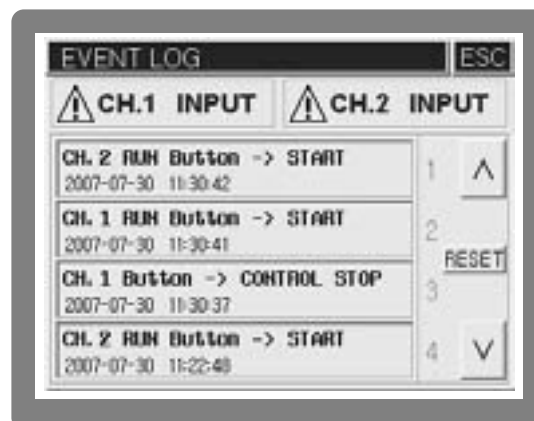 EVENT LOG ESC
CH.1 INPUT CH.2 INPUT
CH. 2 RUN Button -> START
2007-07-30 11:30:42
1
CH. 1 RUN Button -> START
2007-07-30 11:30:41
2
RESET
CH. 1 Button -> CONTROL STOP
2007-07-30 11:30:37
3
CH. 2 RUN Button -> START
2007-07-30 11:22:48
4